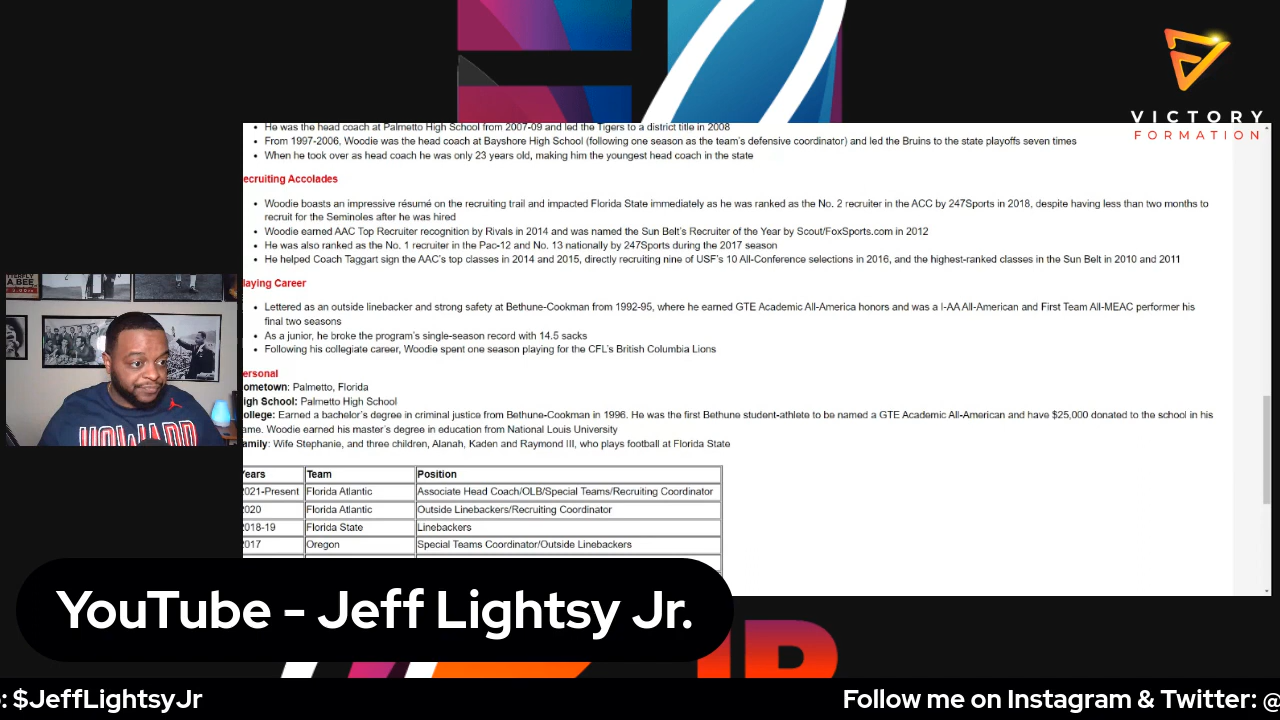 VICTORY
FORMATION
• He was the head coach at Palmetto High School from 2007-09 and led the Tigers to a district title in 2008
• From 1997-2006, Woodie was the head coach at Bayshore High School (following one season as the team's defensive coordinator) and led the Bruins to the state playoffs seven times
• When he took over as head coach he was only 23 years old, making him the youngest head coach in the state
ecruiting Accolades
• Woodie boasts an impressive résumé on the recruiting trail and impacted Florida State immediately as he was ranked as the No. 2 recruiter in the ACC by 247Sports in 2018, despite having less than two months to
recruit for the Seminoles after he was hired
• Woodie earned AAC Top Recruiter recognition by Rivals in 2014 and was named the Sun Belt's Recruiter of the Year by Scout/FoxSports.com in 2012
• He was also ranked as the No. 1 recruiter in the Pac-12 and No. 13 nationally by 247Sports during the 2017 season
• He helped Coach Taggart sign the AAC's top classes in 2014 and 2015, directly recruiting nine of USF's 10 All-Conference selections in 2016, and the highest-ranked classes in the Sun Belt in 2010 and 2011
laying Career
• Lettered as an outside linebacker and strong safety at Bethune-Cookman from 1992-95, where he earned GTE Academic All-America honors and was a I-AA All-American and First Team All-MEAC performer his
final two seasons
• As a junior, he broke the program's single-season record with 14.5 sacks
• Following his collegiate career, Woodie spent one season playing for the CFL's British Columbia Lions
ersonal
ometown: Palmetto, Florida
igh School: Palmetto High School
ollege: Earned a bachelor's degree in criminal justice from Bethune-Cookman in 1996. He was the first Bethune student-athlete to be named a GTE Academic All-American and have $25,000 donated to the school in his
ame. Woodie earned his master's degree in education from National Louis University
amily: Wife Stephanie, and three children, Alanah, Kaden and Raymond III, who plays football at Florida State
Years Team Position
2021-Present Florida Atlantic Associate Head Coach/OLB/Special Teams/Recruiting Coordinator
2020 Florida Atlantic Outside Linebackers/Recruiting Coordinator
2018-19 Florida State Linebackers
2017 Oregon Special Teams Coordinator/Outside Linebackers
HOWARD
YouTube - Jeff Lightsy Jr.
: $JeffLightsyJr Follow me on Instagram & Twitter: @